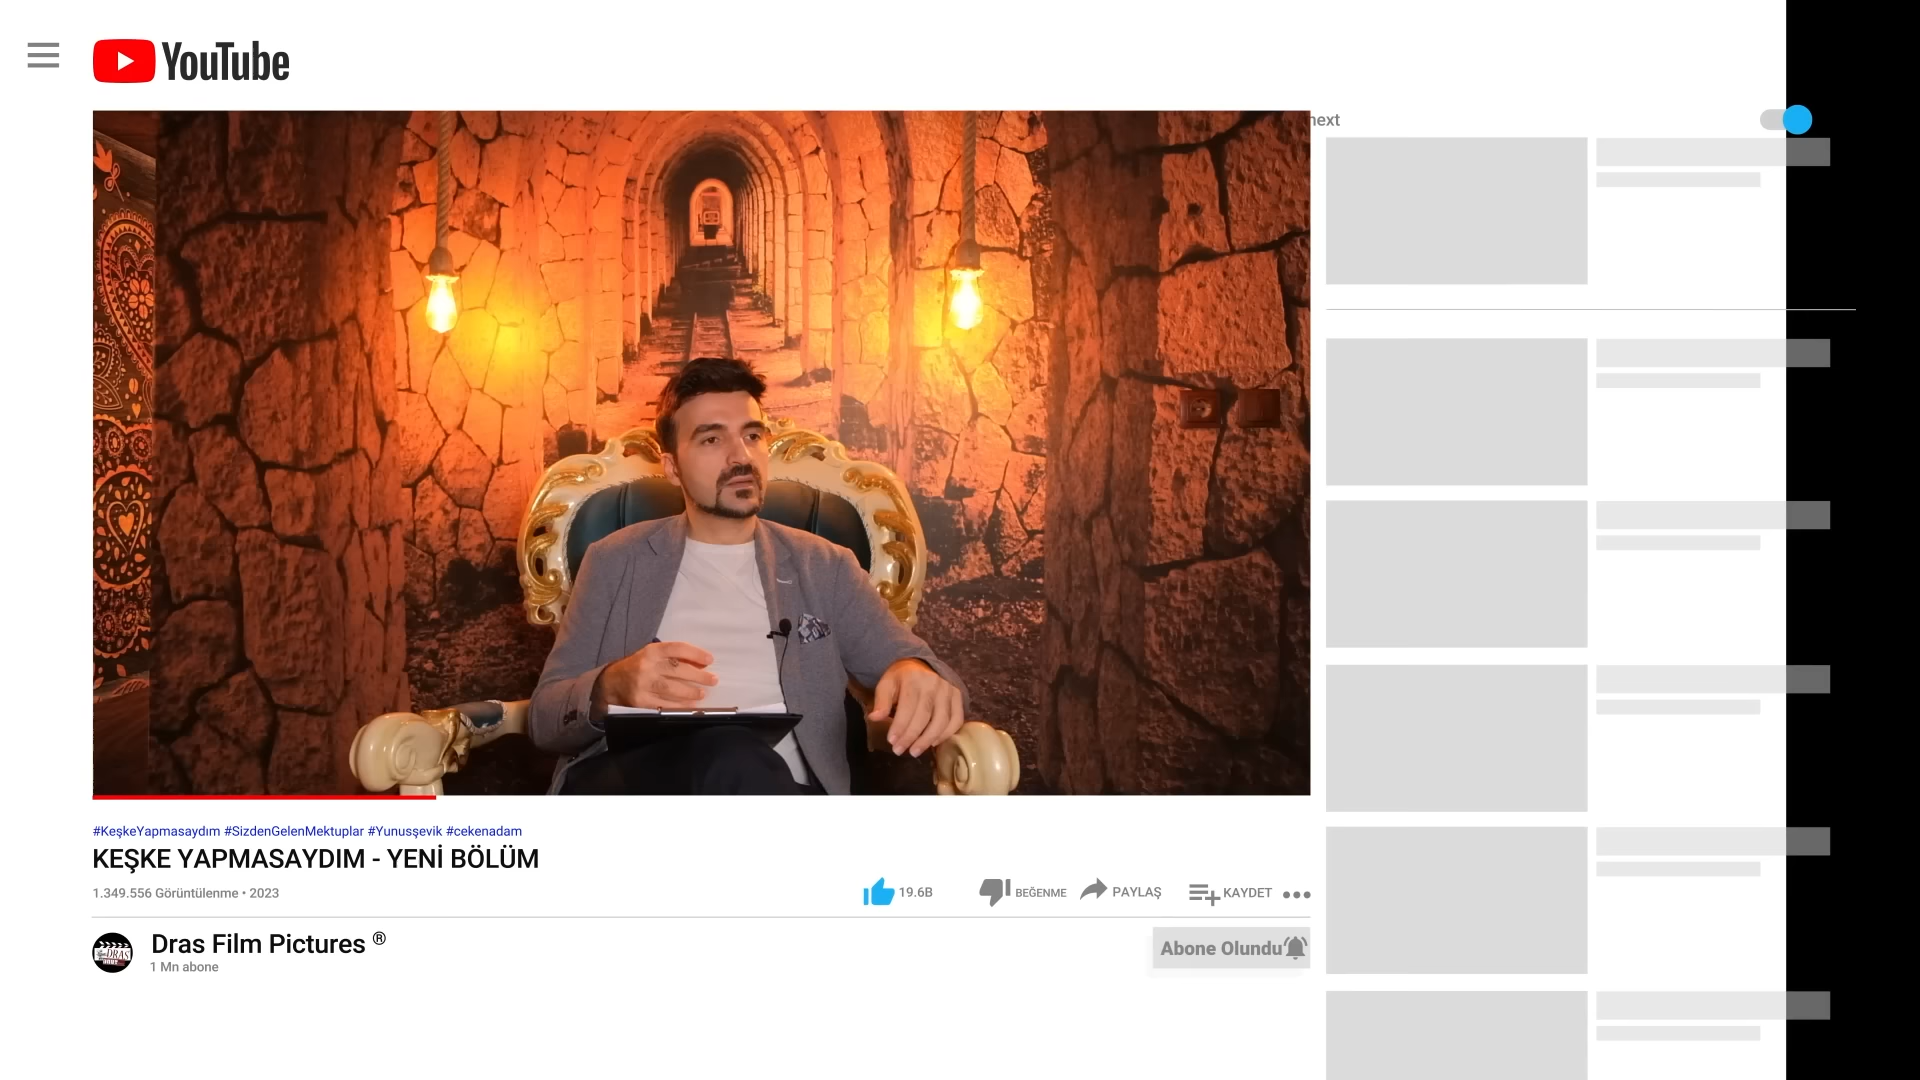 YouTube
next
#KeşkeYapmasaydım #SizdenGelenMektuplar #Yunusşevik #cekenadam
KEŞKE YAPMASAYDIM - YENİ BÖLÜM
1.349.556 Görüntülenme • 2023
19.6B
BEĞENME
PAYLAŞ
KAYDET
Dras Film Pictures ®
1 Mn abone
Abone Olundu
DRAS